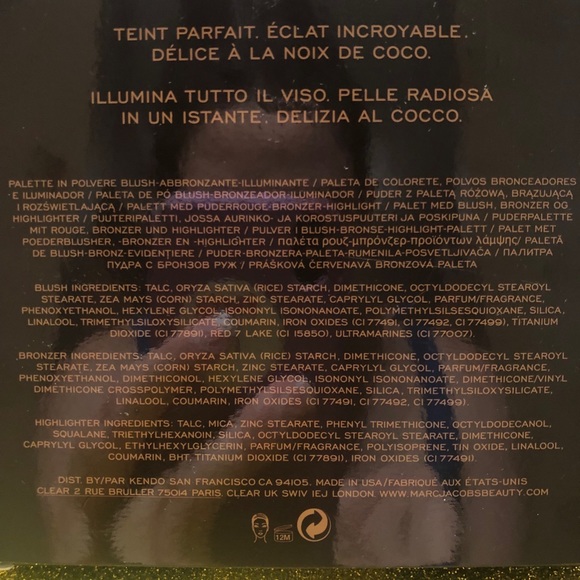 TEINT PARFAIT. ÉCLAT INCROYABLE.
DÉLICE À LA NOIX DE COCO.
ILLUMINA TUTTO IL VISO. PELLE RADIOSA
IN UN ISTANTE. DELIZIA AL COCCO.
PALETTE IN POLVERE BLUSH-ABBRONZANTE-ILLUMINANTE / PALETA DE COLORETE, POLVOS BRONCEADORES
E ILUMINADOR / PALETA DE PÓ BLUSH-BRONZEADOR-ILUMINADOR / PUDER Z PALETĄ RÓŻOWĄ, BRĄZUJĄCĄ
I ROZŚWIETLAJĄCĄ / PALETT MED PUDERROUGE-BRONZER-HIGHLIGHT / PALET MED BLUSH, BRONZER OG
HIGHLIGHTER / PUUTERIPALETTI, JOSSA AURINKO- JA KOROSTUSPUUTERI JA POSKIPUNA / PUDERPALETTE
MIT ROUGE, BRONZER UND HIGHLIGHTER / PULVER I BLUSH-BRONSE-HIGHLIGHT-PALETT / PALET MET
POEDERBLUSHER, -BRONZER EN -HIGHLIGHTER / παλέτα ρουζ-μπρόνζερ-προϊόντων λάμψης/ PALETĂ
DE BLUSH-BRONZ-EVIDENȚIERE / PUDER-BRONZERA-PALETA-RUMENILA-POSVETLJIVAČA / ПАЛИТРА
ПУДРА С БРОНЗОВ РУЖ / PRÁŠKOVÁ ČERVENAVÁ BRONZOVÁ PALETA
BLUSH INGREDIENTS: TALC, ORYZA SATIVA (RICE) STARCH, DIMETHICONE, OCTYLDODECYL STEAROYL
STEARATE, ZEA MAYS (CORN) STARCH, ZINC STEARATE, CAPRYLYL GLYCOL, PARFUM/FRAGRANCE,
PHENOXYETHANOL, HEXYLENE GLYCOL, ISONONYL ISONONANOATE, POLYMETHYLSILSESQUIOXANE, SILICA,
LINALOOL, TRIMETHYLSILOXYSILICATE, COUMARIN, IRON OXIDES (CI 77491, CI 77492, CI 77499), TITANIUM
DIOXIDE (CI 77891), RED 7 LAKE (CI 15850), ULTRAMARINES (CI 77007).
BRONZER INGREDIENTS: TALC, ORYZA SATIVA (RICE) STARCH, DIMETHICONE, OCTYLDODECYL STEAROYL
STEARATE, ZEA MAYS (CORN) STARCH, ZINC STEARATE, CAPRYLYL GLYCOL, PARFUM/FRAGRANCE,
PHENOXYETHANOL, DIMETHICONOL, HEXYLENE GLYCOL, ISONONYL ISONONANOATE, DIMETHICONE/VINYL
DIMETHICONE CROSSPOLYMER, POLYMETHYLSILSESQUIOXANE, SILICA, TRIMETHYLSILOXYSILICATE,
LINALOOL, COUMARIN, IRON OXIDES (CI 77491, CI 77492, CI 77499).
HIGHLIGHTER INGREDIENTS: TALC, MICA, ZINC STEARATE, PHENYL TRIMETHICONE, OCTYLDODECANOL,
SQUALANE, TRIETHYLHEXANOIN, SILICA, OCTYLDODECYL STEAROYL STEARATE, DIMETHICONE,
CAPRYLYL GLYCOL, ETHYLHEXYLGLYCERIN, PARFUM/FRAGRANCE, POLYISOPRENE, TIN OXIDE, LINALOOL,
COUMARIN, BHT, TITANIUM DIOXIDE (CI 77891), IRON OXIDES (CI 77491).
DIST. BY/PAR KENDO SAN FRANCISCO CA 94105. MADE IN USA/FABRIQUÉ AUX ÉTATS-UNIS
CLEAR 2 RUE BRULLER 75014 PARIS CLEAR UK SW1V 1EJ LONDON. WWW.MARCJACOBSBEAUTY.COM
12M